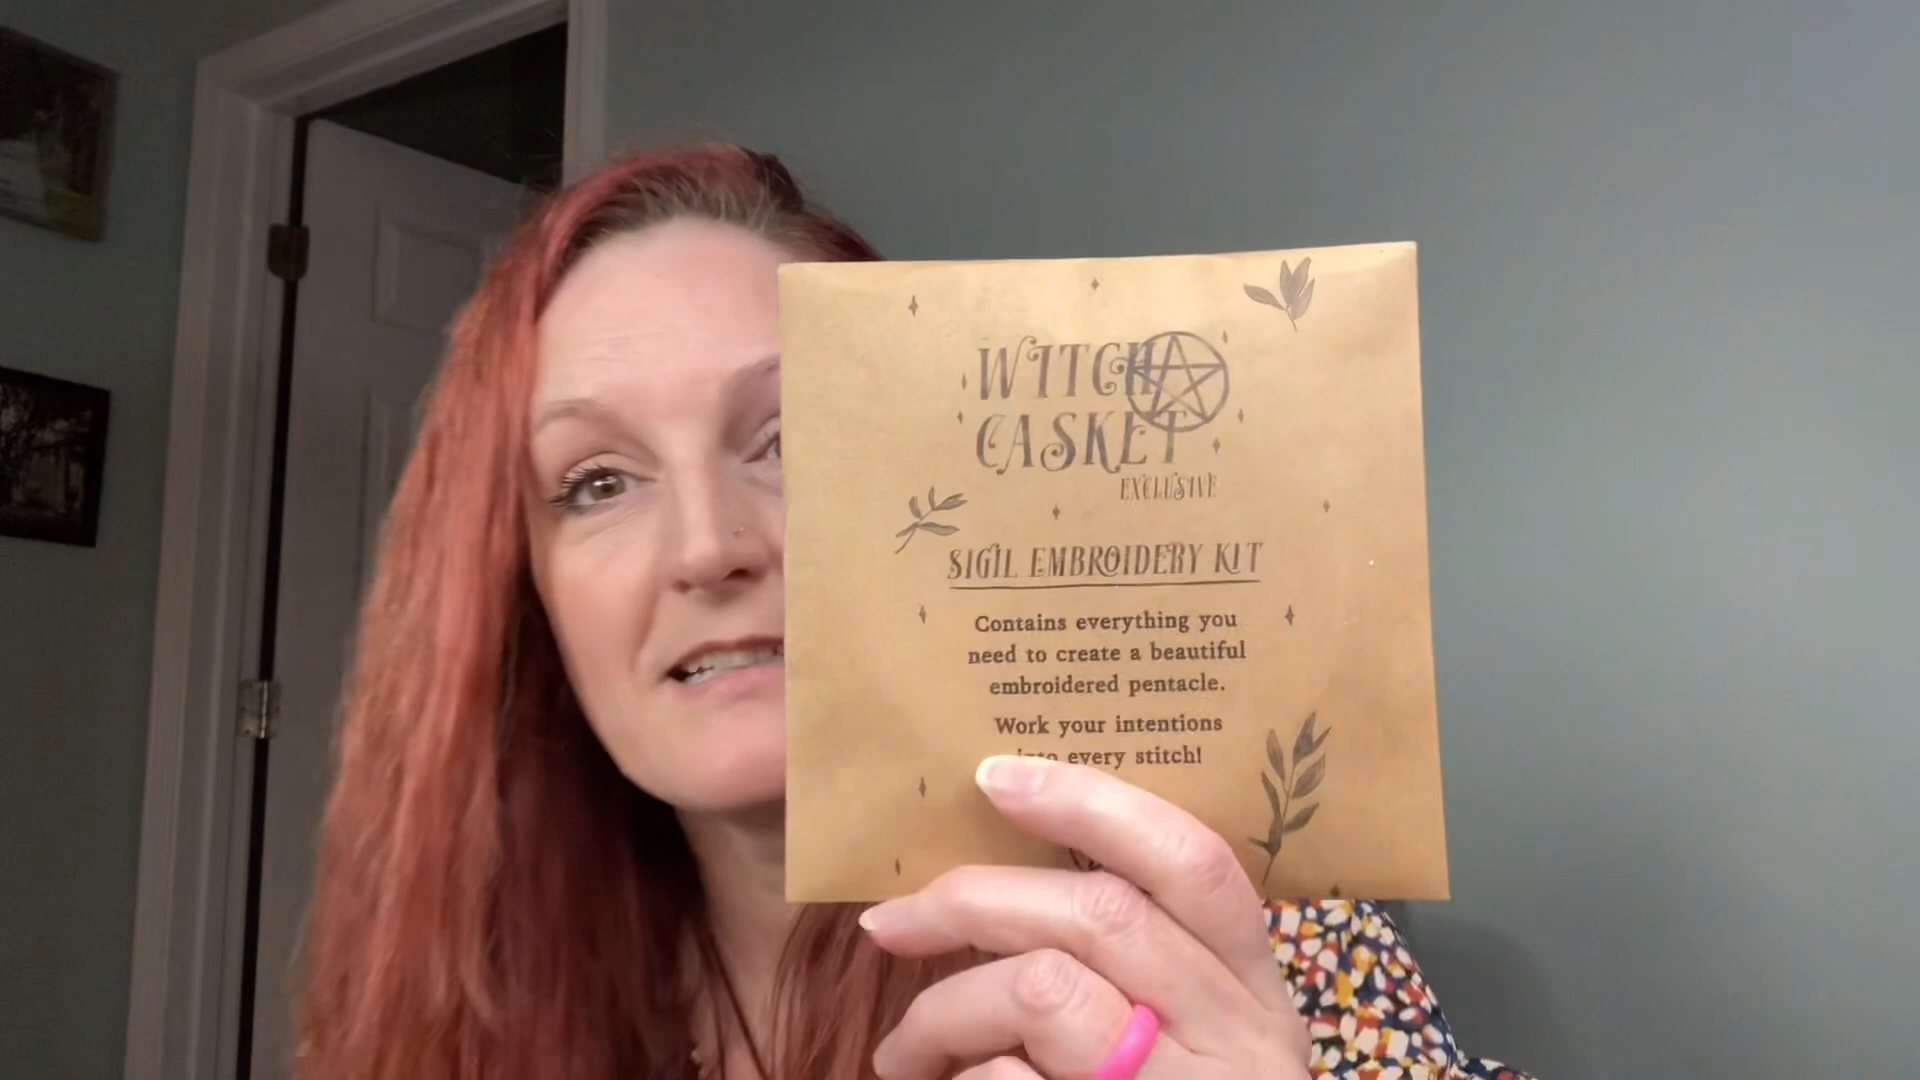 WITCH
CASKET
EXCLUSIVE
SIGIL EMBROIDERY KIT
Contains everything you
need to create a beautiful
embroidered pentacle.
Work your intentions
into every stitch!